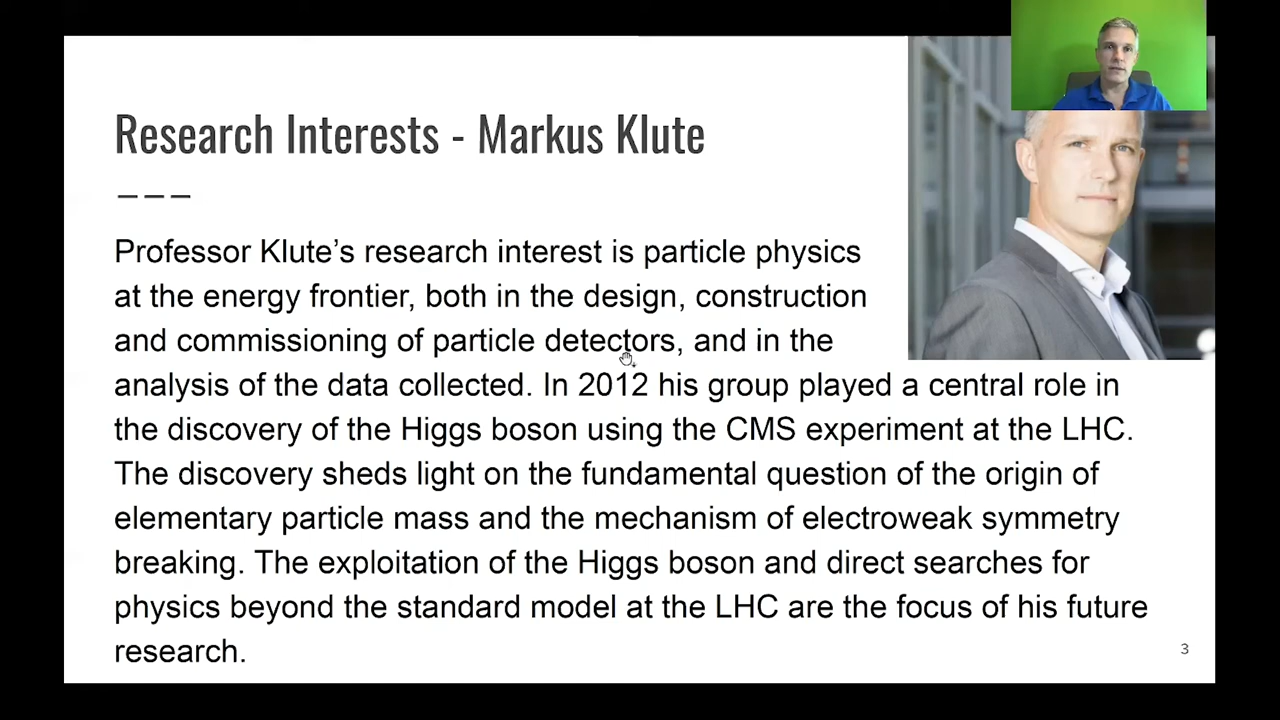 Research Interests - Markus Klute
Professor Klute’s research interest is particle physics
at the energy frontier, both in the design, construction
and commissioning of particle detectors, and in the
analysis of the data collected. In 2012 his group played a central role in
the discovery of the Higgs boson using the CMS experiment at the LHC.
The discovery sheds light on the fundamental question of the origin of
elementary particle mass and the mechanism of electroweak symmetry
breaking. The exploitation of the Higgs boson and direct searches for
physics beyond the standard model at the LHC are the focus of his future
research.
3